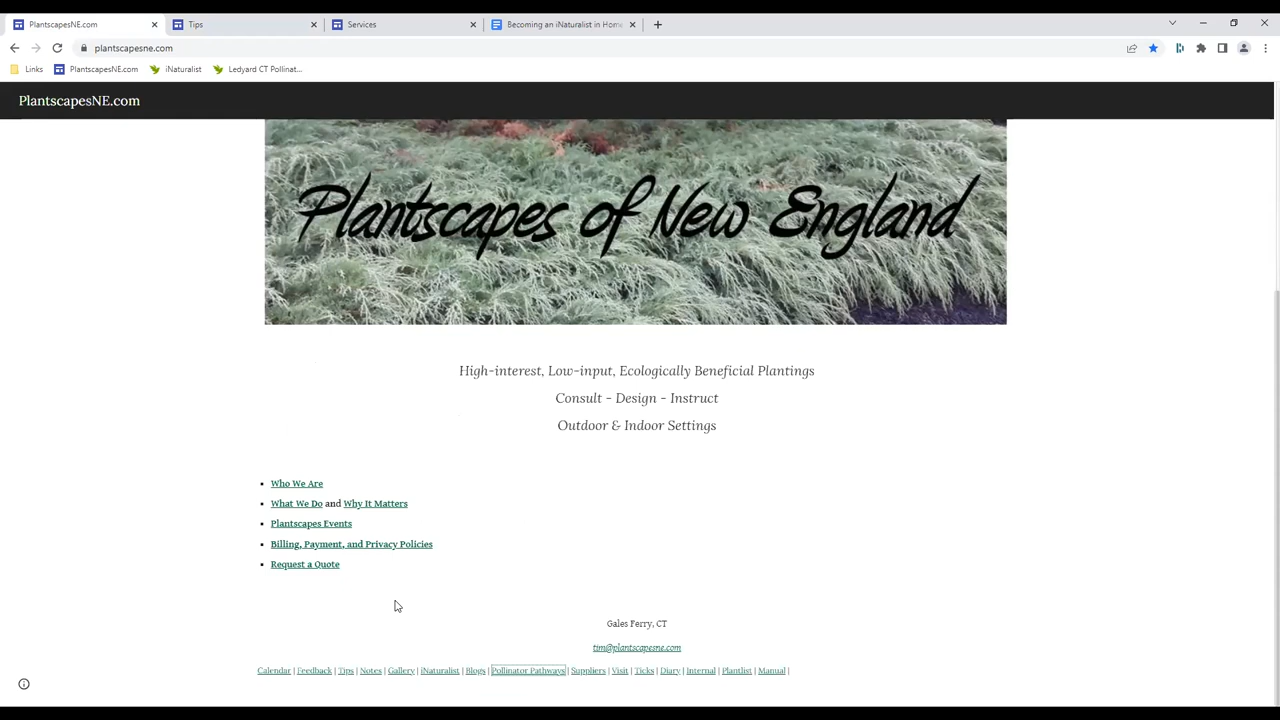 PlantscapesNE.com
Tips
Services
Becoming an iNaturalist in Hom
plantscapesne.com
Links
PlantscapesNE.com
iNaturalist
Ledyard CT Pollinat...
PlantscapesNE.com
Plantscapes of New England
High-interest, Low-input, Ecologically Beneficial Plantings
Consult - Design - Instruct
Outdoor & Indoor Settings
Who We Are
What We Do and Why It Matters
Plantscapes Events
Billing, Payment, and Privacy Policies
Request a Quote
Gales Ferry, CT
tim@plantscapesne.com
Calendar | Feedback | Tips | Notes | Gallery | iNaturalist | Blogs | Pollinator Pathways | Suppliers | Visit | Ticks | Diary | Internal | Plantlist | Manual |